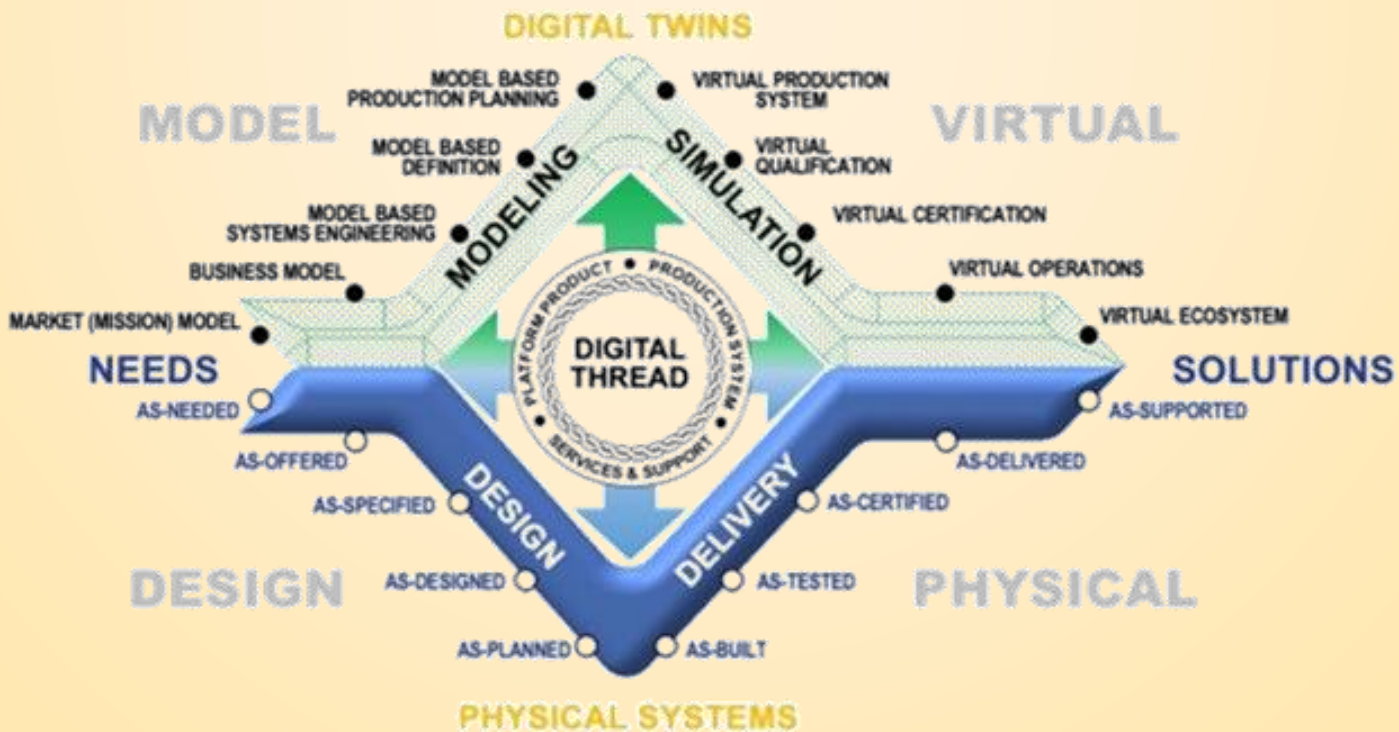 DIGITAL TWINS
MODEL BASED
PRODUCTION PLANNING
VIRTUAL PRODUCTION
SYSTEM
MODEL
VIRTUAL
MODEL BASED
DEFINITION
VIRTUAL
QUALIFICATION
MODELING
SIMULATION
MODEL BASED
SYSTEMS ENGINEERING
VIRTUAL CERTIFICATION
BUSINESS MODEL
VIRTUAL OPERATIONS
MARKET (MISSION) MODEL
VIRTUAL ECOSYSTEM
PLATFORM PRODUCT • PRODUCTION SYSTEM • SERVICES & SUPPORT •
DIGITAL
THREAD
NEEDS
SOLUTIONS
AS-NEEDED
AS-SUPPORTED
AS-OFFERED
AS-DELIVERED
AS-SPECIFIED
AS-CERTIFIED
DESIGN
DELIVERY
AS-DESIGNED
AS-TESTED
DESIGN
PHYSICAL
AS-PLANNED
AS-BUILT
PHYSICAL SYSTEMS